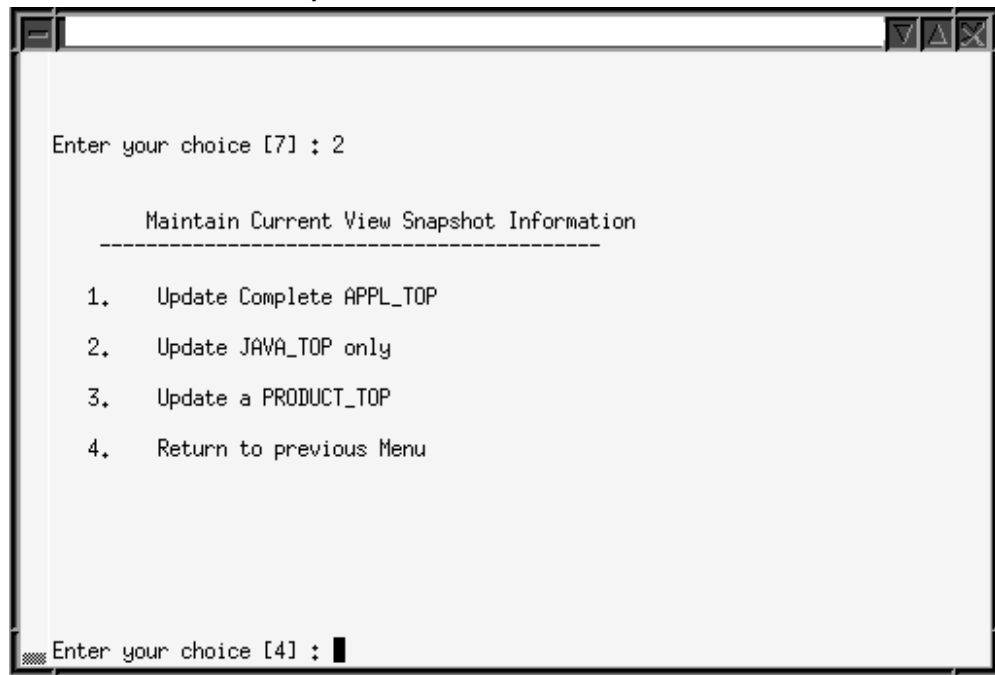 Enter your choice [7] : 2
Maintain Current View Snapshot Information
-------------------------------------------
1. Update Complete APPL_TOP
2. Update JAVA_TOP only
3. Update a PRODUCT_TOP
4. Return to previous Menu
Enter your choice [4] :